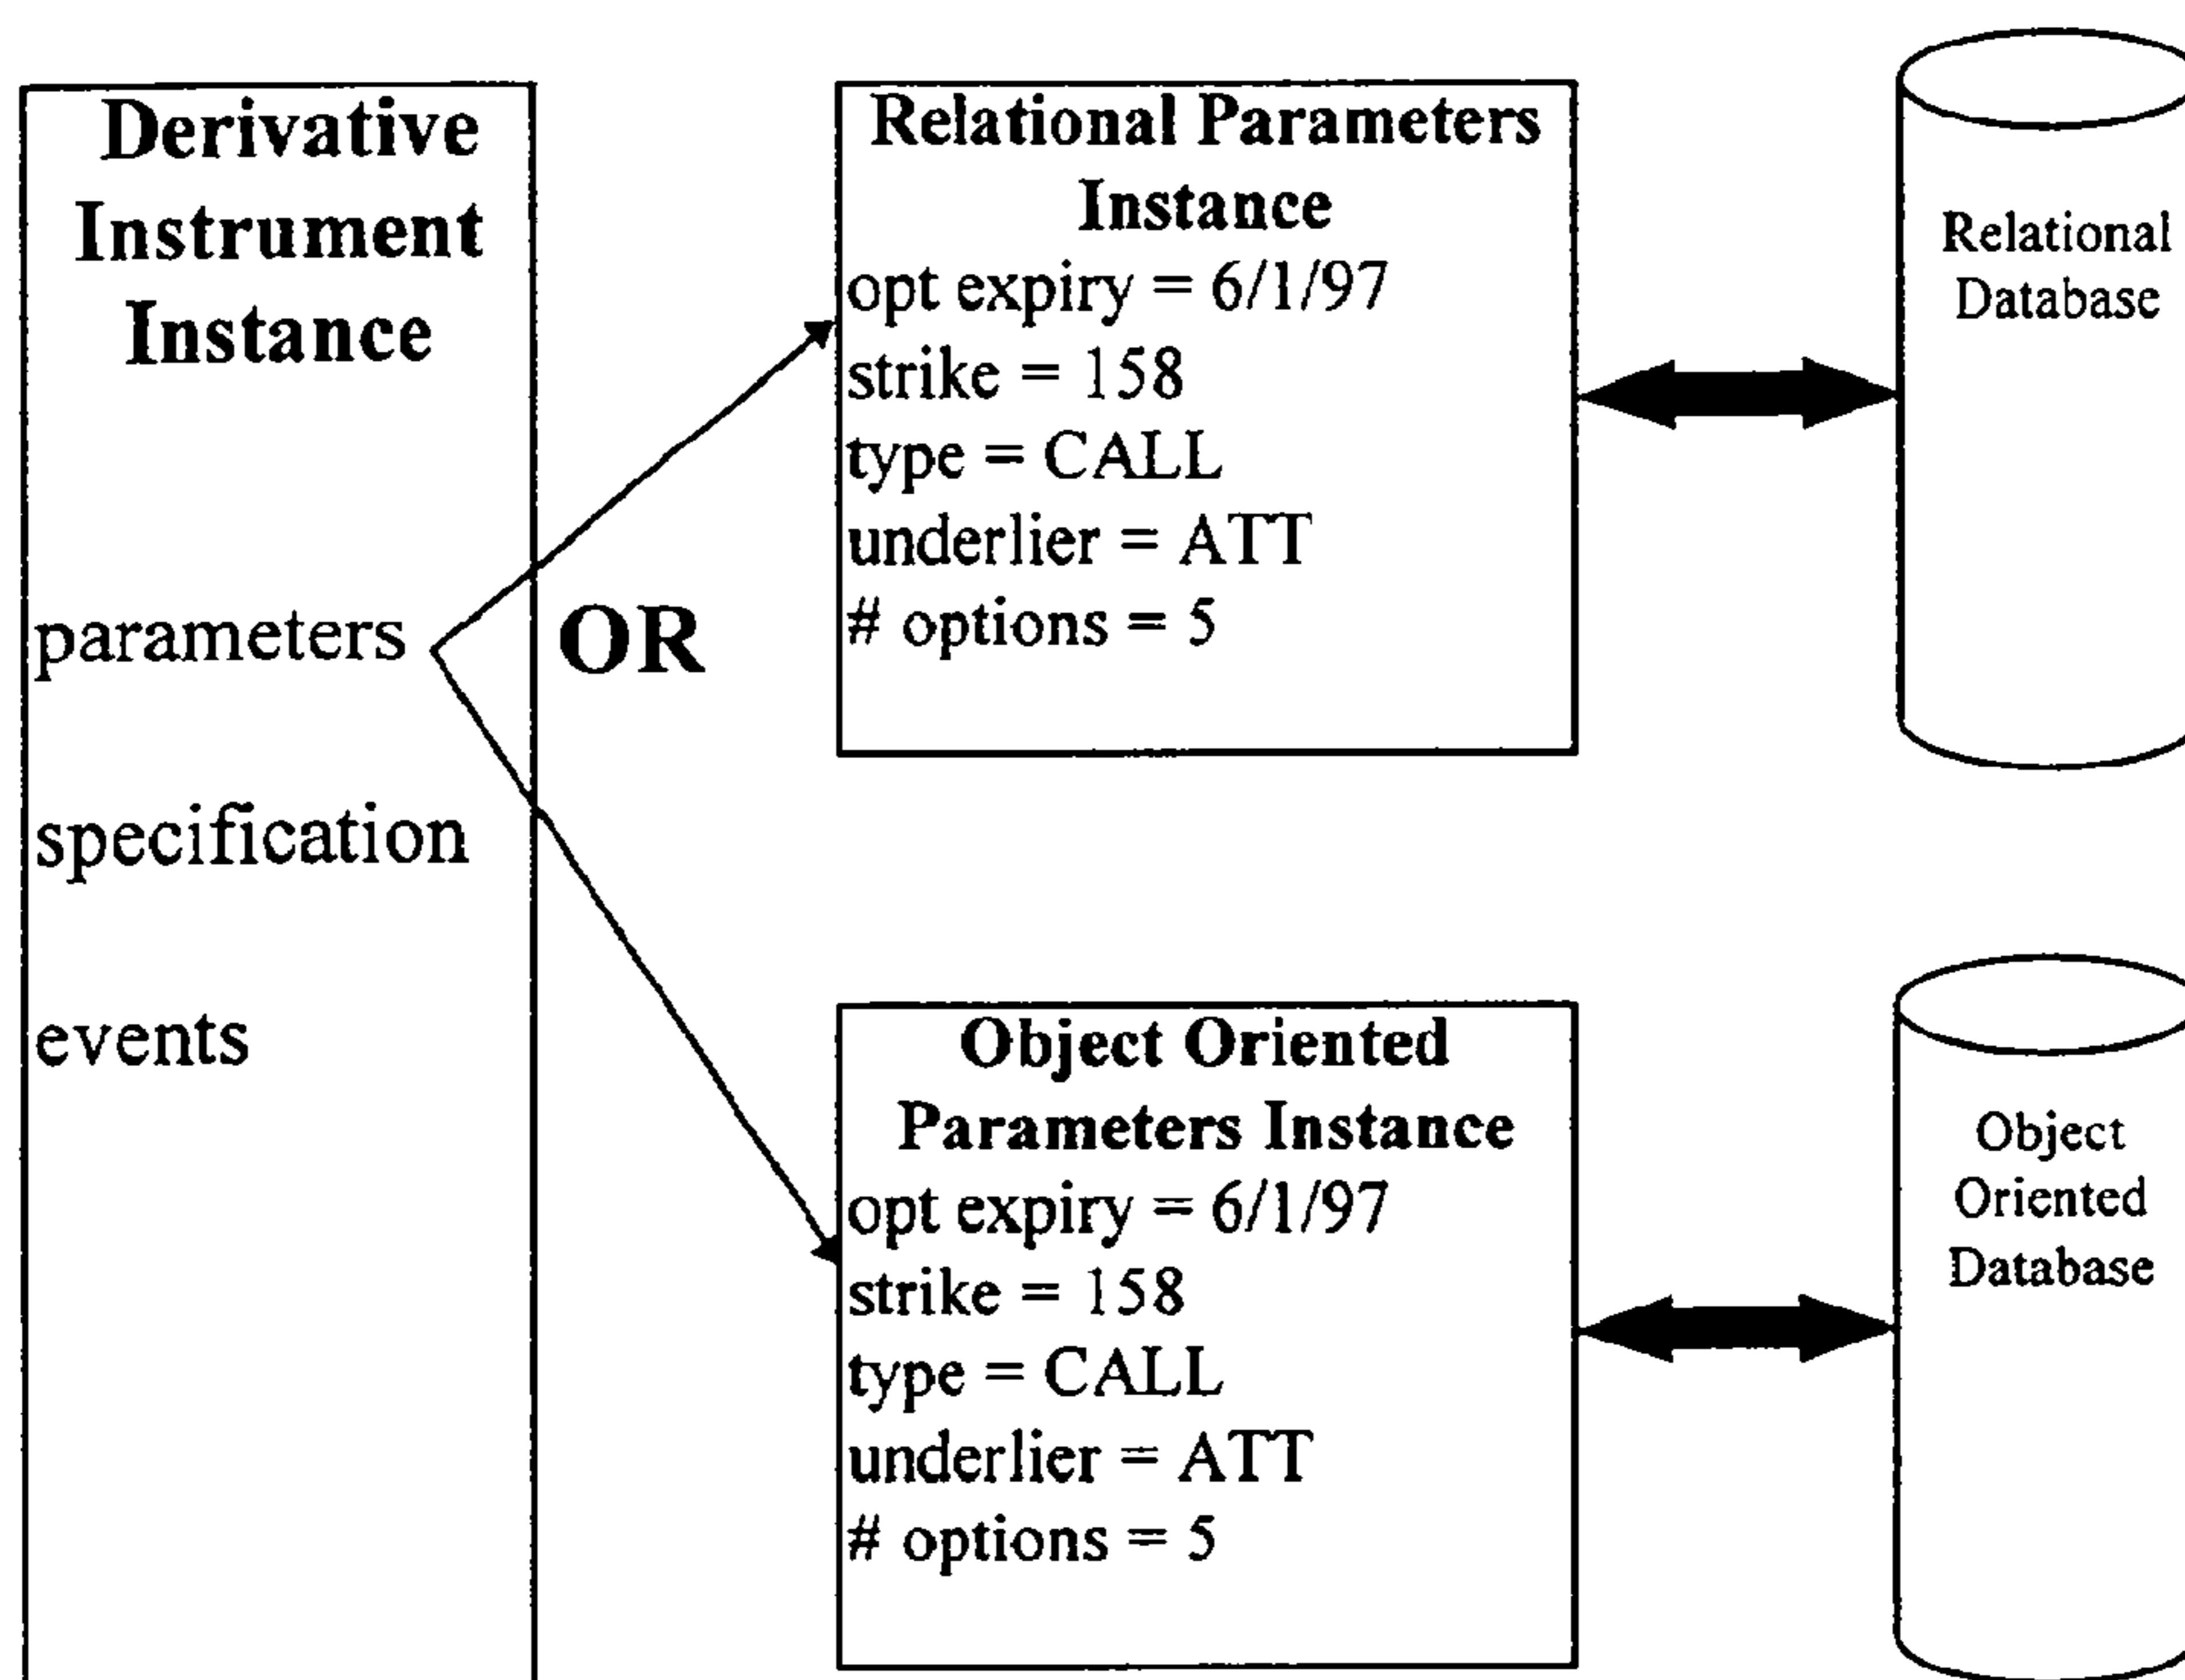 Derivative
Instrument
Instance
parameters
specification
events
OR
Relational Parameters
Instance
opt expiry = 6/1/97
strike = 158
type = CALL
underlier = ATT
# options = 5
Relational
Database
Object Oriented
Parameters Instance
opt expiry = 6/1/97
strike = 158
type = CALL
underlier = ATT
# options = 5
Object
Oriented
Database